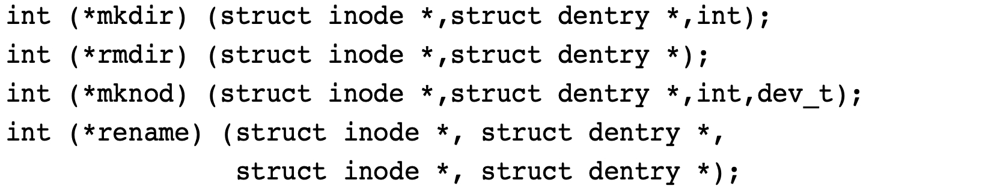 int (*mkdir) (struct inode *,struct dentry *,int);
int (*rmdir) (struct inode *,struct dentry *);
int (*mknod) (struct inode *,struct dentry *,int,dev_t);
int (*rename) (struct inode *, struct dentry *,
               struct inode *, struct dentry *);